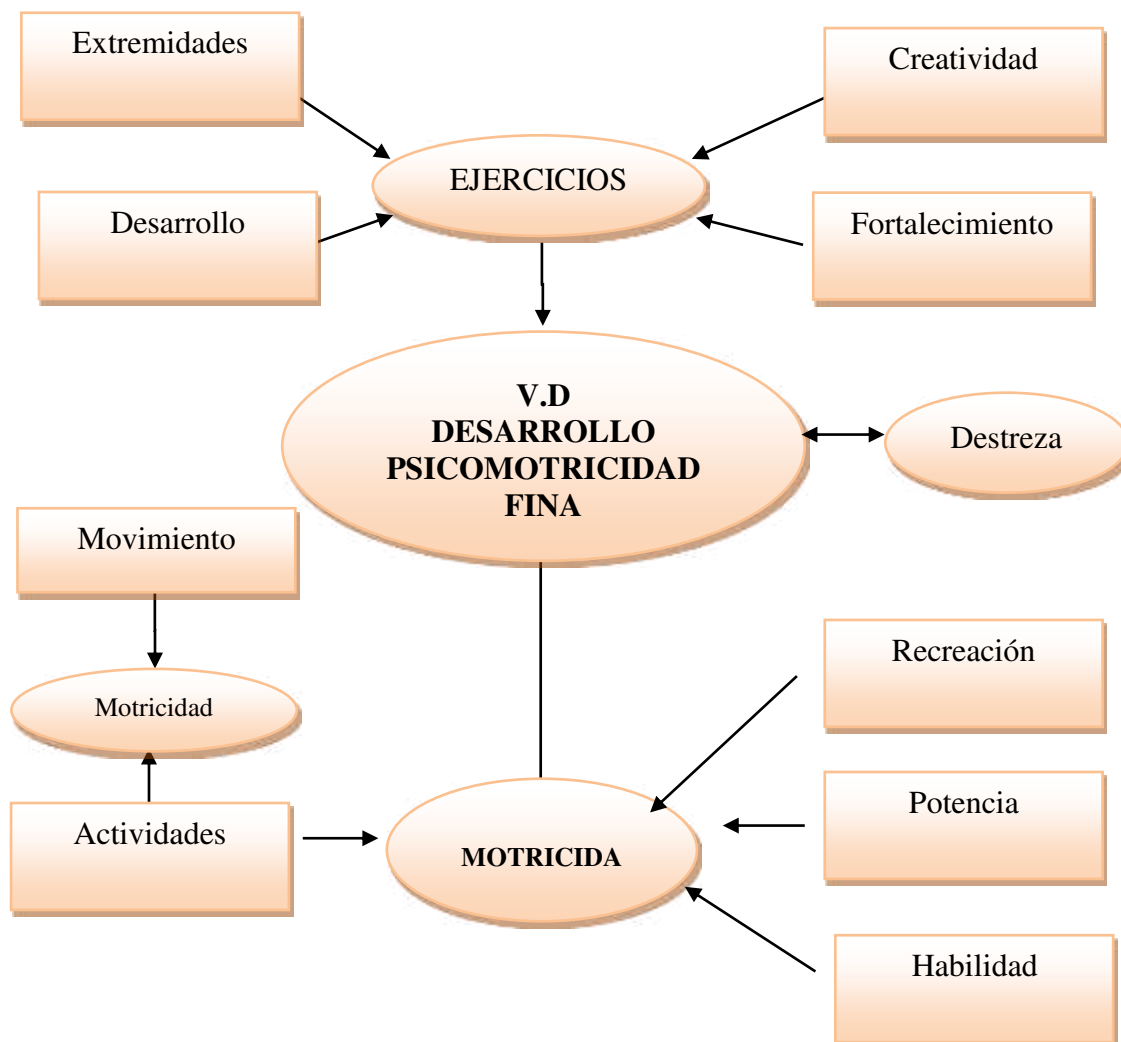 Extremidades
Creatividad
EJERCICIOS
Desarrollo
Fortalecimiento
V.D
DESARROLLO
PSICOMOTRICIDAD
FINA
Destreza
Movimiento
Recreación
Motricidad
Potencia
Actividades
MOTRICIDA
Habilidad